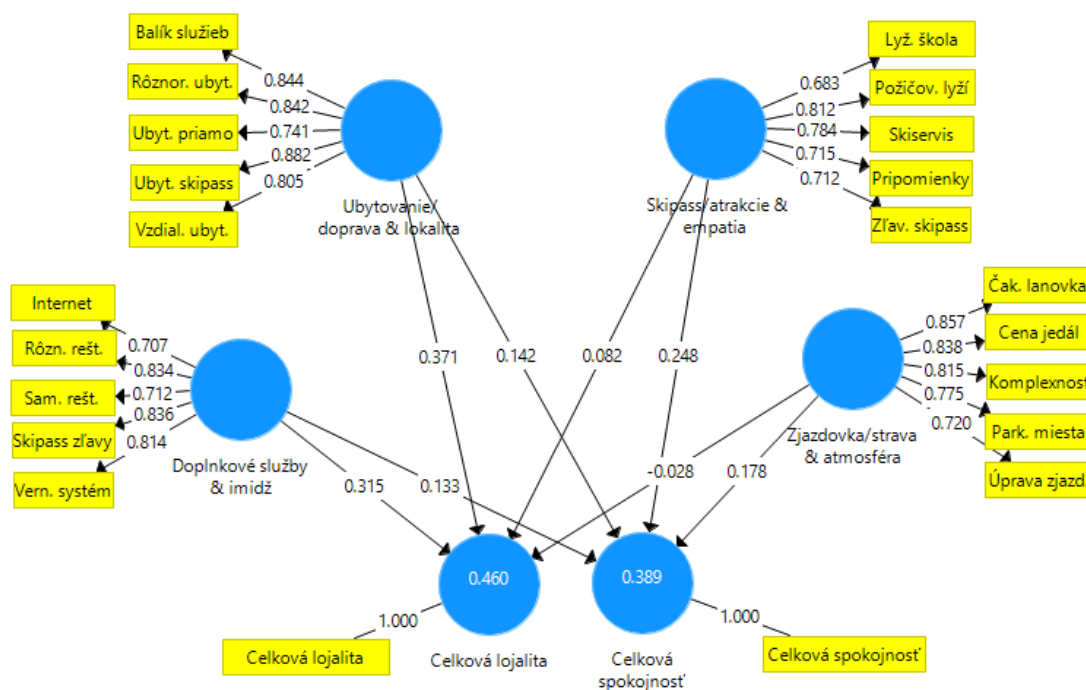 Balík služieb
Rôznor. ubyt.
Ubyt. priamo
Ubyt. skipass
Vzdial. ubyt.
0.844
0.842
0.741
0.882
0.805
Ubytovanie/
doprava & lokalita
Lyž. škola
Požičov. lyží
Skiservis
Pripomienky
Zľav. skipass
0.683
0.812
0.784
0.715
0.712
Skipass/atrakcie &
empatia
Internet
Rôzn. rešt.
Sam. rešt.
Skipass zľavy
Vern. systém
0.707
0.834
0.712
0.836
0.814
Doplnkové služby
& imidž
Čak. lanovka
Cena jedál
Komplexnosť
Park. miesta
Úprava zjazd.
0.857
0.838
0.815
0.775
0.720
Zjazdovka/strava
& atmosféra
0.371
0.142
0.082
0.248
0.315
0.133
-0.028
0.178
0.460
0.389
1.000
1.000
Celková lojalita
Celková lojalita
Celková
spokojnosť
Celková spokojnosť